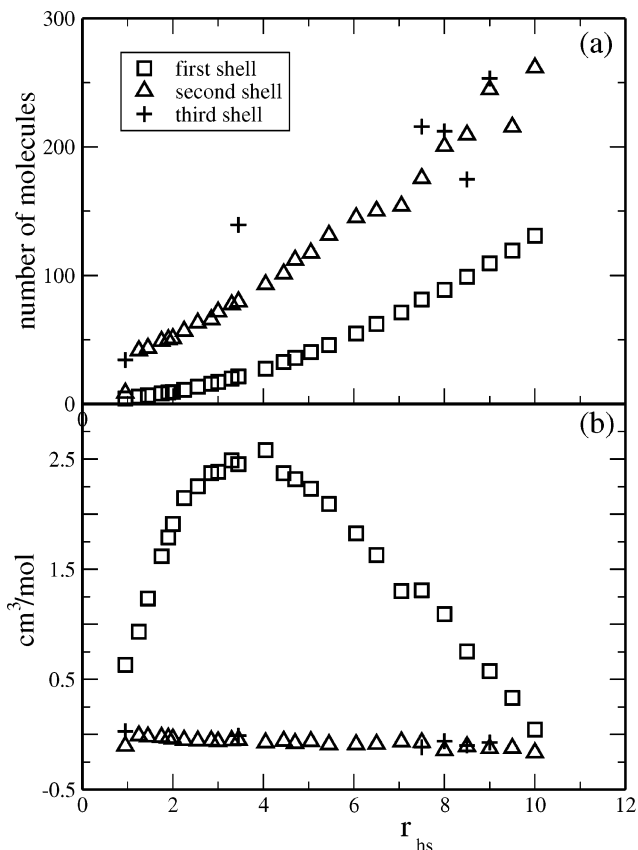 300
(a)
first shell
second shell
third shell
200
number of molecules
100
0
0
(b)
2.5
cm³/mol
1.5
0.5
-0.5
0 2 4 6 8 10 12
r_hs